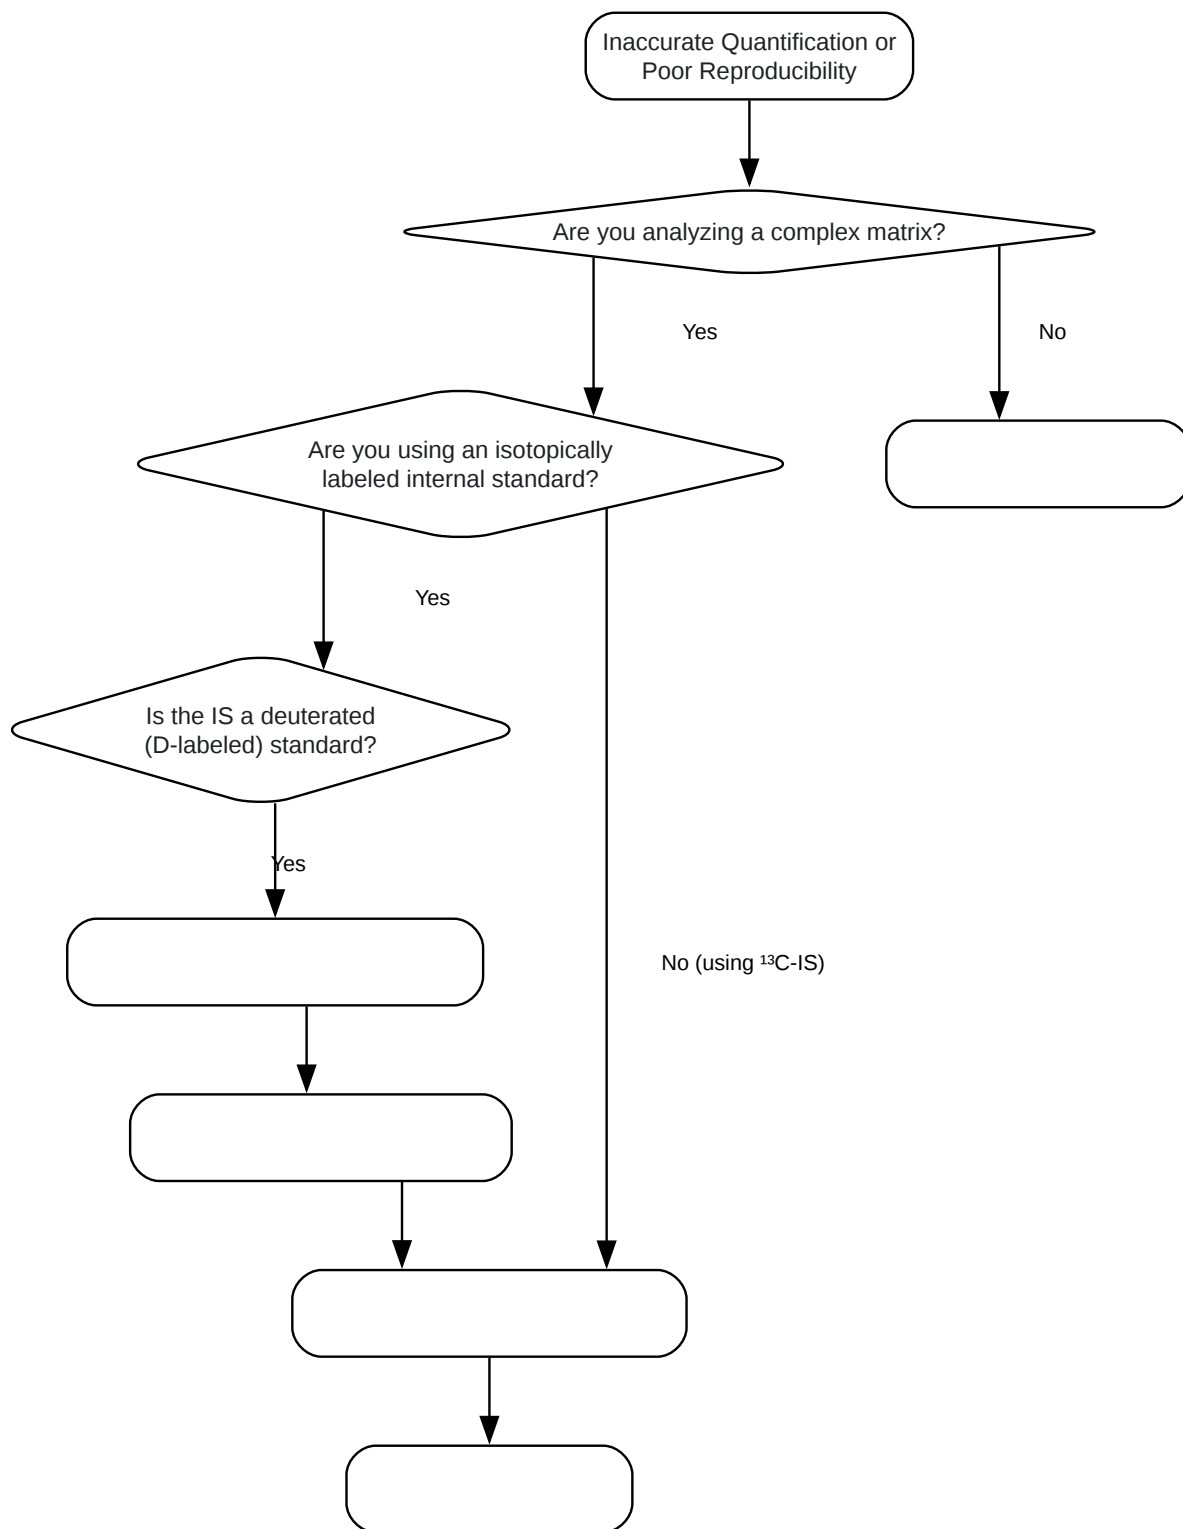 Inaccurate Quantification or
Poor Reproducibility
Are you analyzing a complex matrix?
Yes
No
Are you using an isotopically
labeled internal standard?
Yes
Is the IS a deuterated
(D-labeled) standard?
Yes
No (using ¹³C-IS)